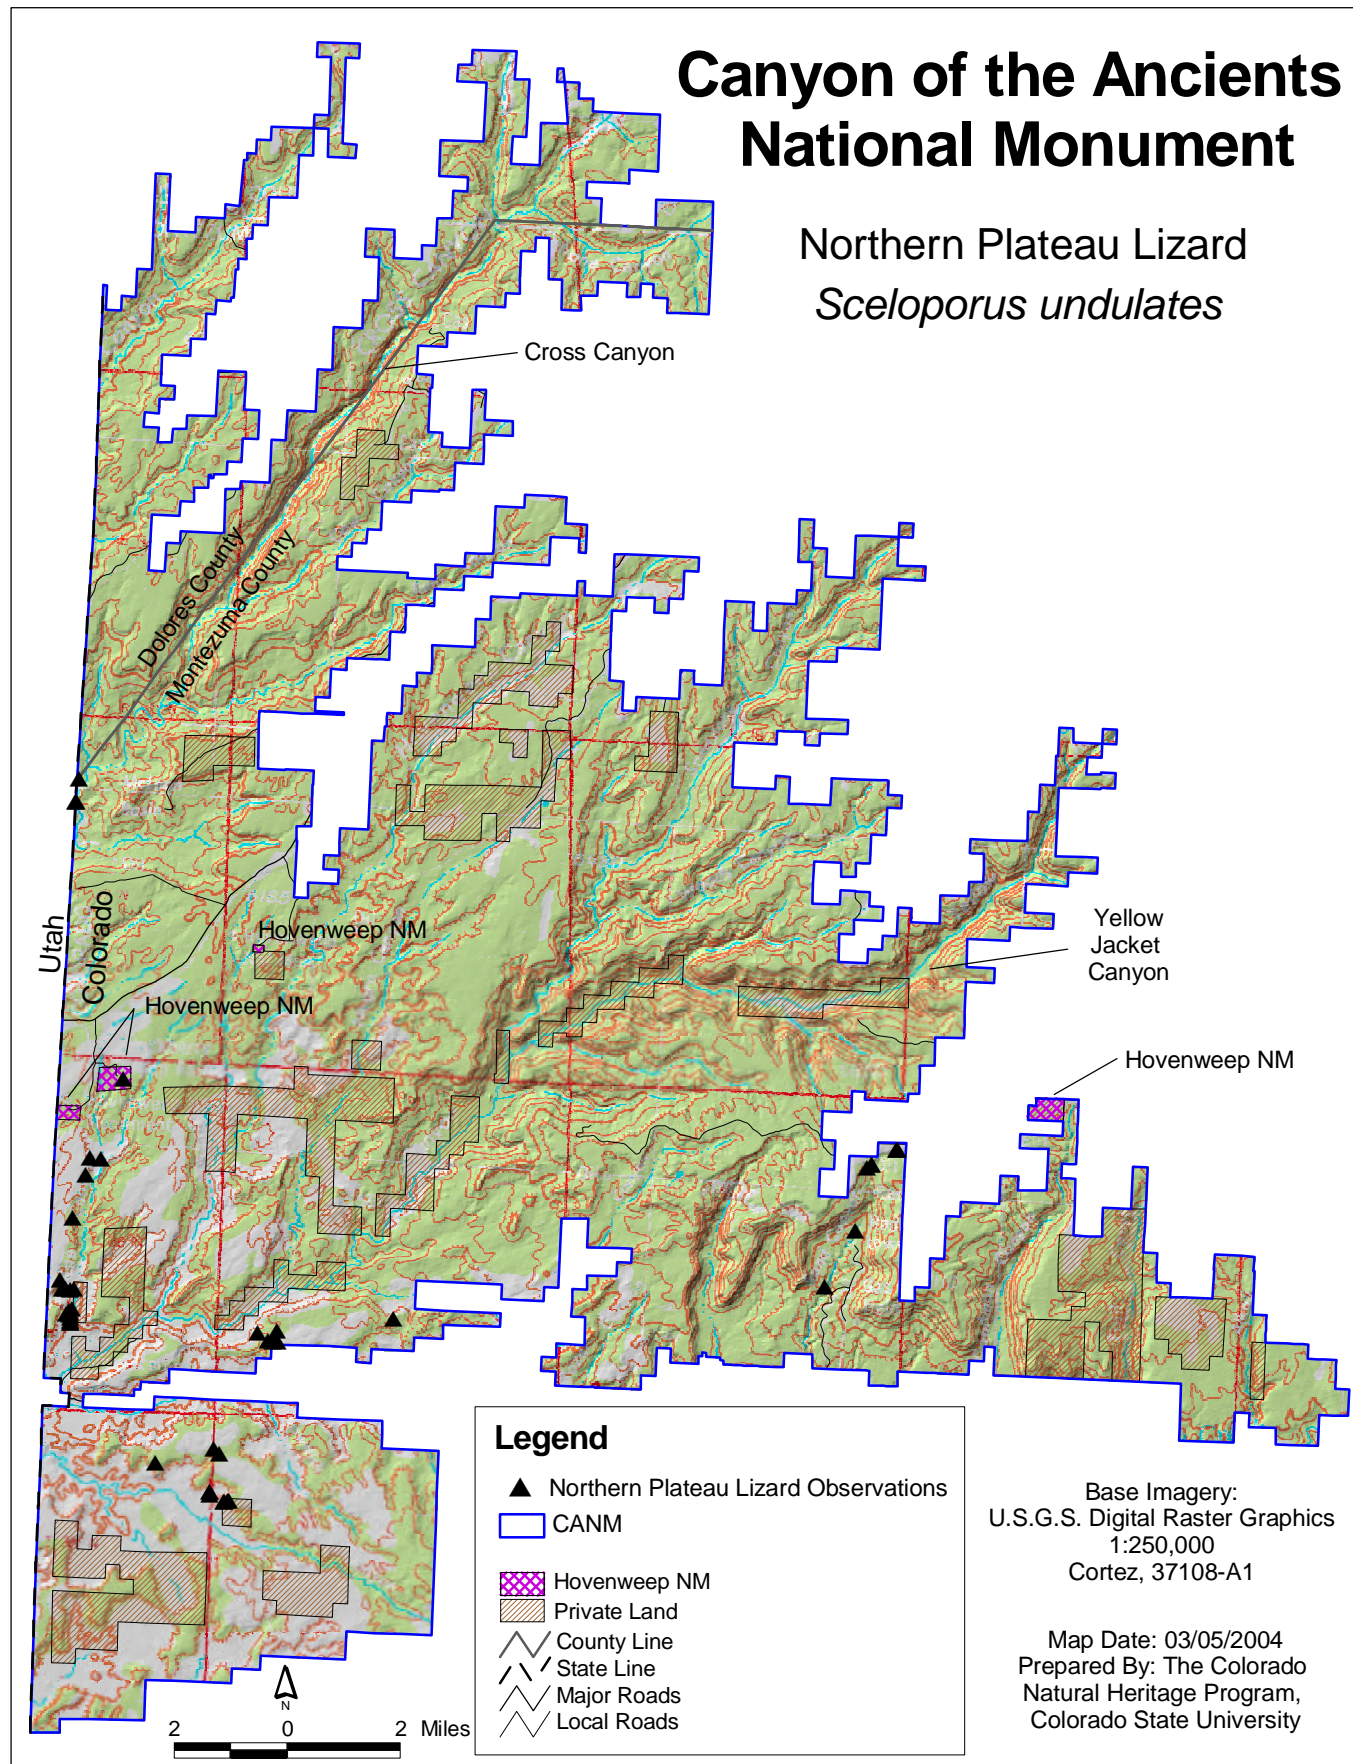 Canyon of the Ancients
National Monument
Northern Plateau Lizard
Sceloporus undulates
Cross Canyon
Dolores County
Montezuma County
Utah
Colorado
Hovenweep NM
Hovenweep NM
Yellow
Jacket
Canyon
Hovenweep NM
Legend
Northern Plateau Lizard Observations
CANM
Hovenweep NM
Private Land
County Line
State Line
Major Roads
Local Roads
N
2 0 2 Miles
Base Imagery:
U.S.G.S. Digital Raster Graphics
1:250,000
Cortez, 37108-A1
Map Date: 03/05/2004
Prepared By: The Colorado
Natural Heritage Program,
Colorado State University